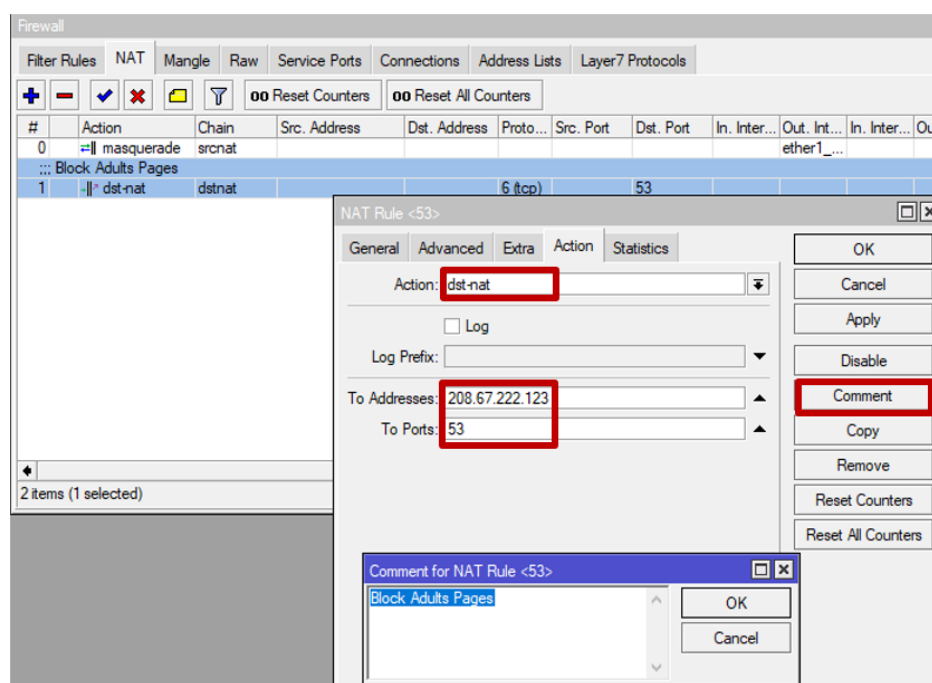 Firewall
Filter Rules NAT Mangle Raw Service Ports Connections Address Lists Layer7 Protocols
00 Reset Counters 00 Reset All Counters
# Action Chain Src. Address Dst. Address Proto... Src. Port Dst. Port In. Inter... Out. Int... In. Inter... Ou
0 masquerade srcnat ether1_...
::: Block Adults Pages
1 dst-nat dstnat 6 (tcp) 53
NAT Rule <53>
General Advanced Extra Action Statistics
OK
Action: dst-nat
Cancel
Log
Apply
Log Prefix:
Disable
To Addresses: 208.67.222.123
Comment
To Ports: 53
Copy
Remove
2 items (1 selected)
Reset Counters
Reset All Counters
Comment for NAT Rule <53>
Block Adults Pages
OK
Cancel